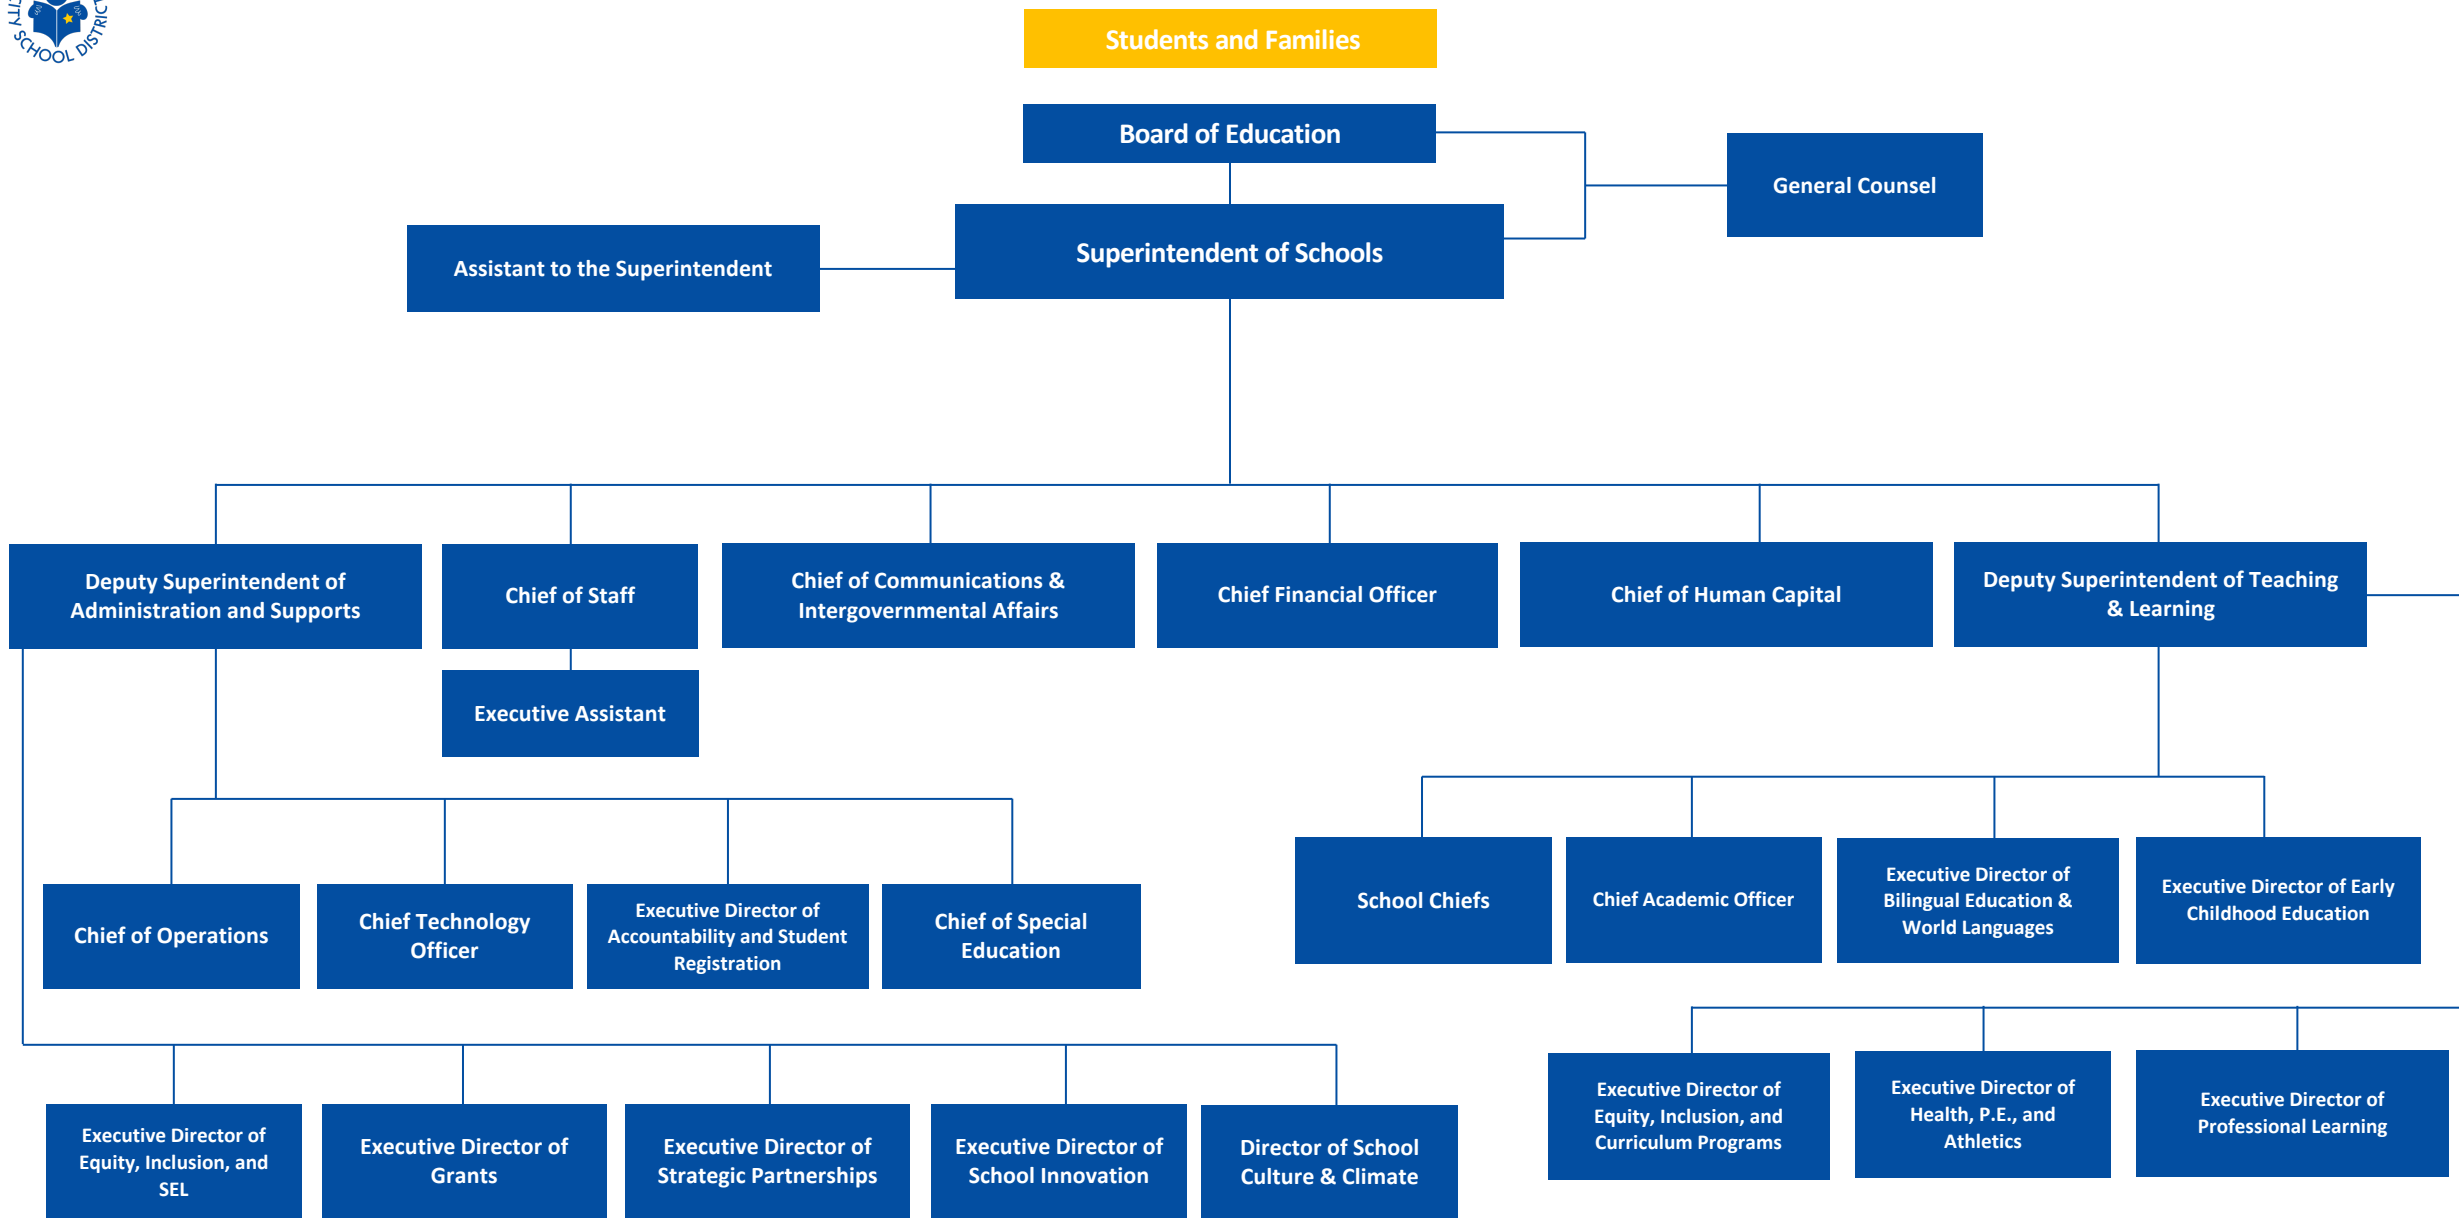 CITY SCHOOL DISTRICT
Students and Families
Board of Education
General Counsel
Superintendent of Schools
Assistant to the Superintendent
Deputy Superintendent of
Administration and Supports
Chief of Staff
Chief of Communications &
Intergovernmental Affairs
Chief Financial Officer
Chief of Human Capital
Deputy Superintendent of Teaching
& Learning
Executive Assistant
Chief of Operations
Chief Technology
Officer
Executive Director of
Accountability and Student
Registration
Chief of Special
Education
School Chiefs
Chief Academic Officer
Executive Director of
Bilingual Education &
World Languages
Executive Director of Early
Childhood Education
Executive Director of
Equity, Inclusion, and
SEL
Executive Director of
Grants
Executive Director of
Strategic Partnerships
Executive Director of
School Innovation
Director of School
Culture & Climate
Executive Director of
Equity, Inclusion, and
Curriculum Programs
Executive Director of
Health, P.E., and
Athletics
Executive Director of
Professional Learning